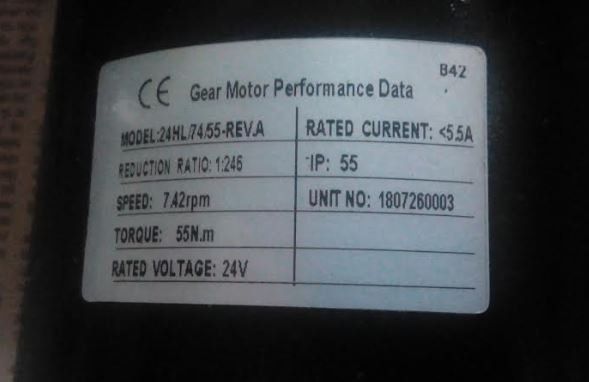 B42
CE Gear Motor Performance Data
MODEL:24HL/74.55-REV.A
RATED CURRENT: <5.5A
REDUCTION RATIO: 1:246
IP: 55
SPEED: 7.42rpm
UNIT NO: 1807260003
TORQUE: 55N.m
RATED VOLTAGE: 24V